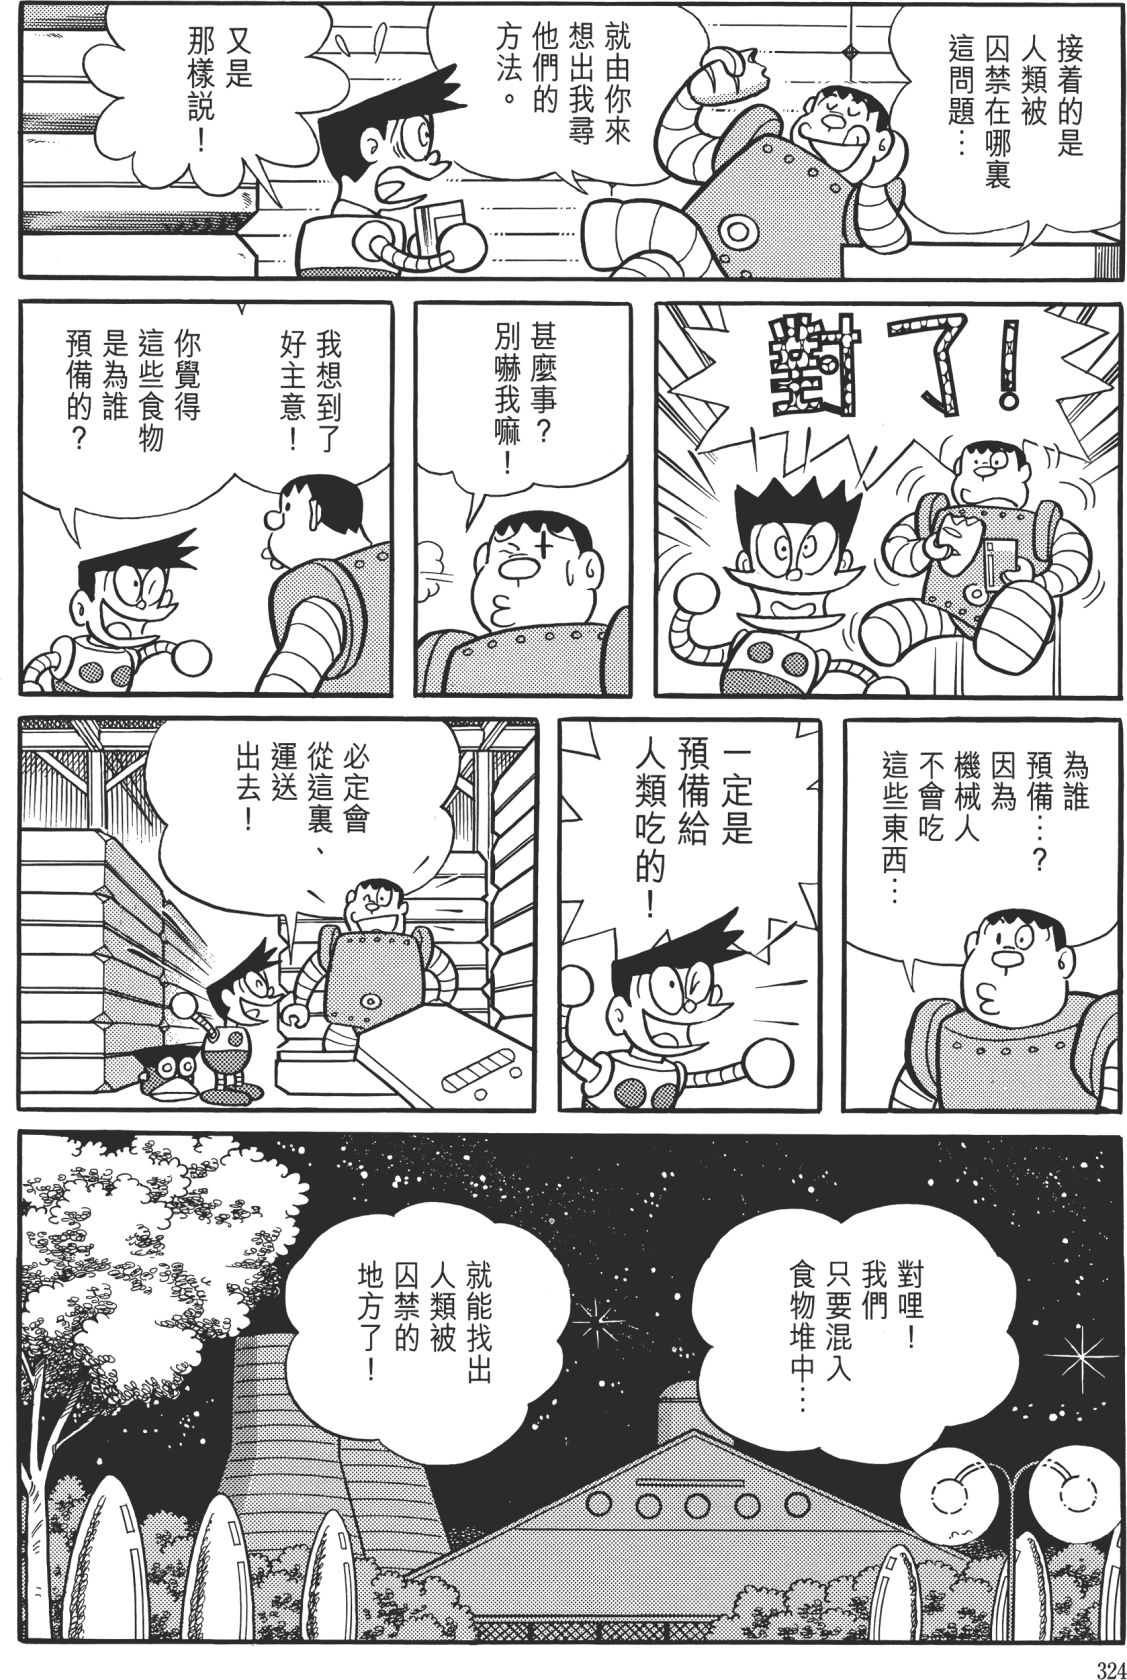 接着的是
人類被
囚禁在哪裏
這問題…
就由你來
想出我尋
他們的
方法。
又是
那樣説！
對了！
甚麼事？
別嚇我嘛！
我想到了
好主意！
你覺得
這些食物
是為誰
預備的？
為誰
預備…？
因為
機械人
不會吃
這些東西…
一定是
預備給
人類吃的！
必定會
從這裏、
運送
出去！
對哩！
我們
只要混入
食物堆中…
就能找出
人類被
囚禁的
地方了！
324